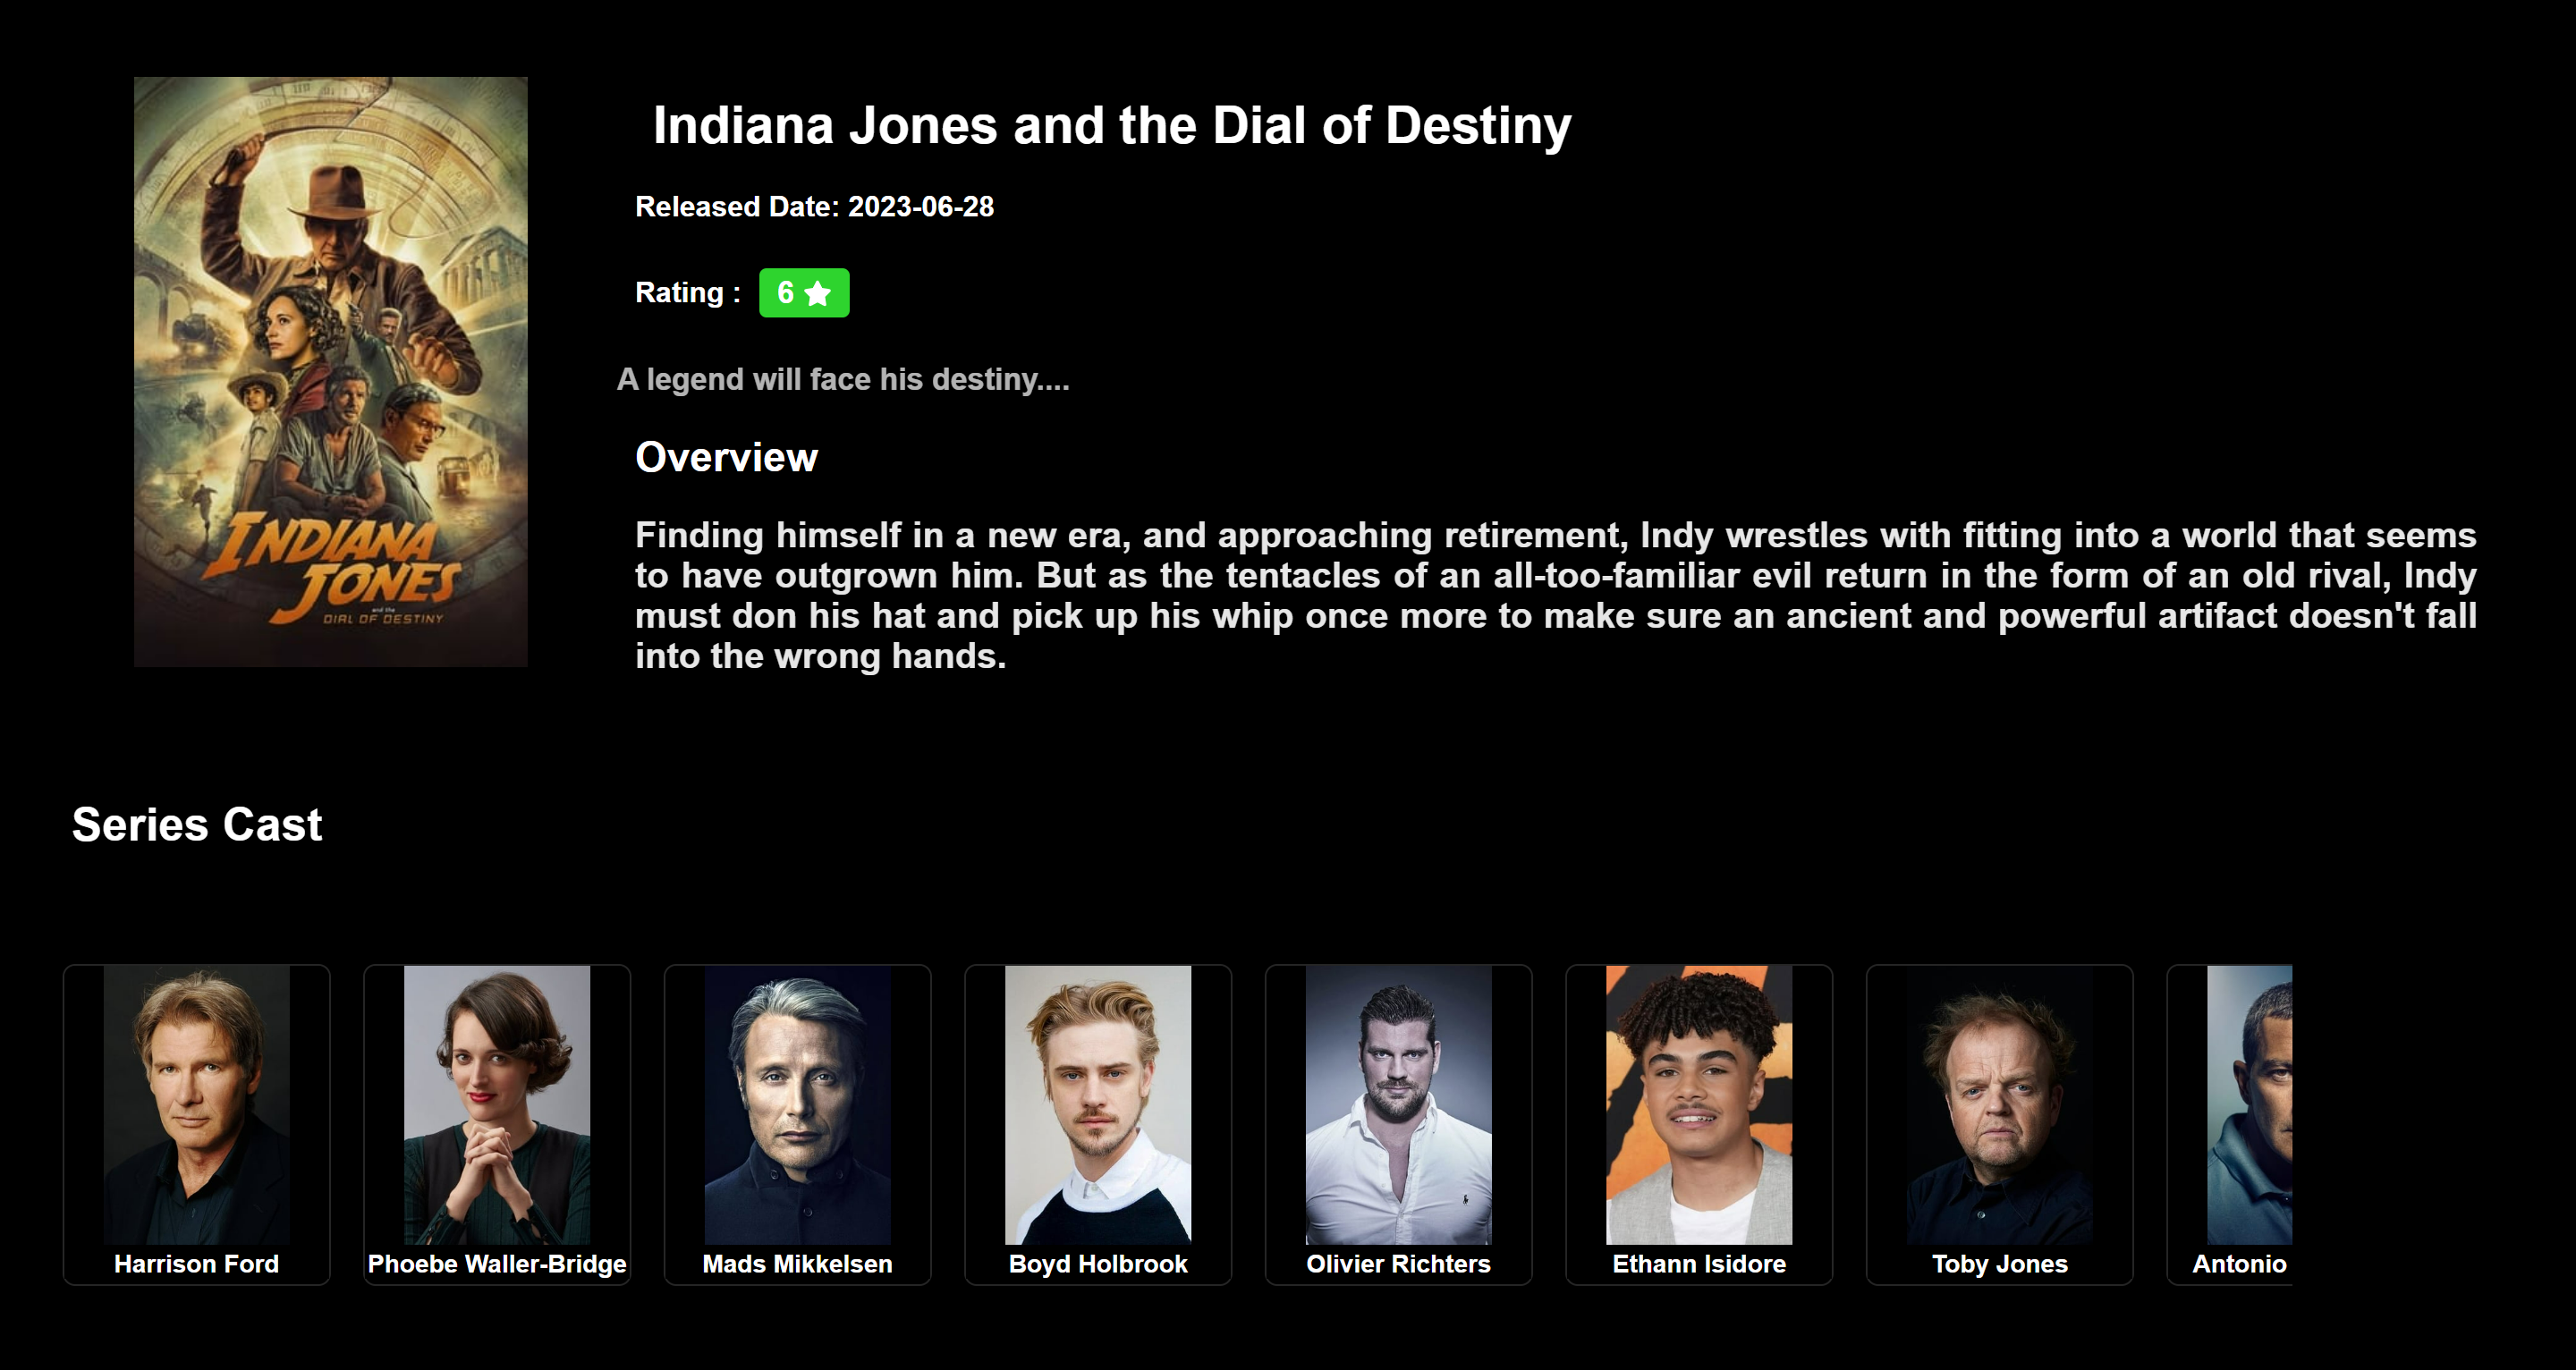 Indiana Jones and the Dial of Destiny
Released Date: 2023-06-28
Rating : 6
A legend will face his destiny....
Overview
Finding himself in a new era, and approaching retirement, Indy wrestles with fitting into a world that seems
to have outgrown him. But as the tentacles of an all-too-familiar evil return in the form of an old rival, Indy
must don his hat and pick up his whip once more to make sure an ancient and powerful artifact doesn't fall
into the wrong hands.
INDIANA
JONES
and the
DIAL OF DESTINY
Series Cast
Harrison Ford
Phoebe Waller-Bridge
Mads Mikkelsen
Boyd Holbrook
Olivier Richters
Ethann Isidore
Toby Jones
Antonio